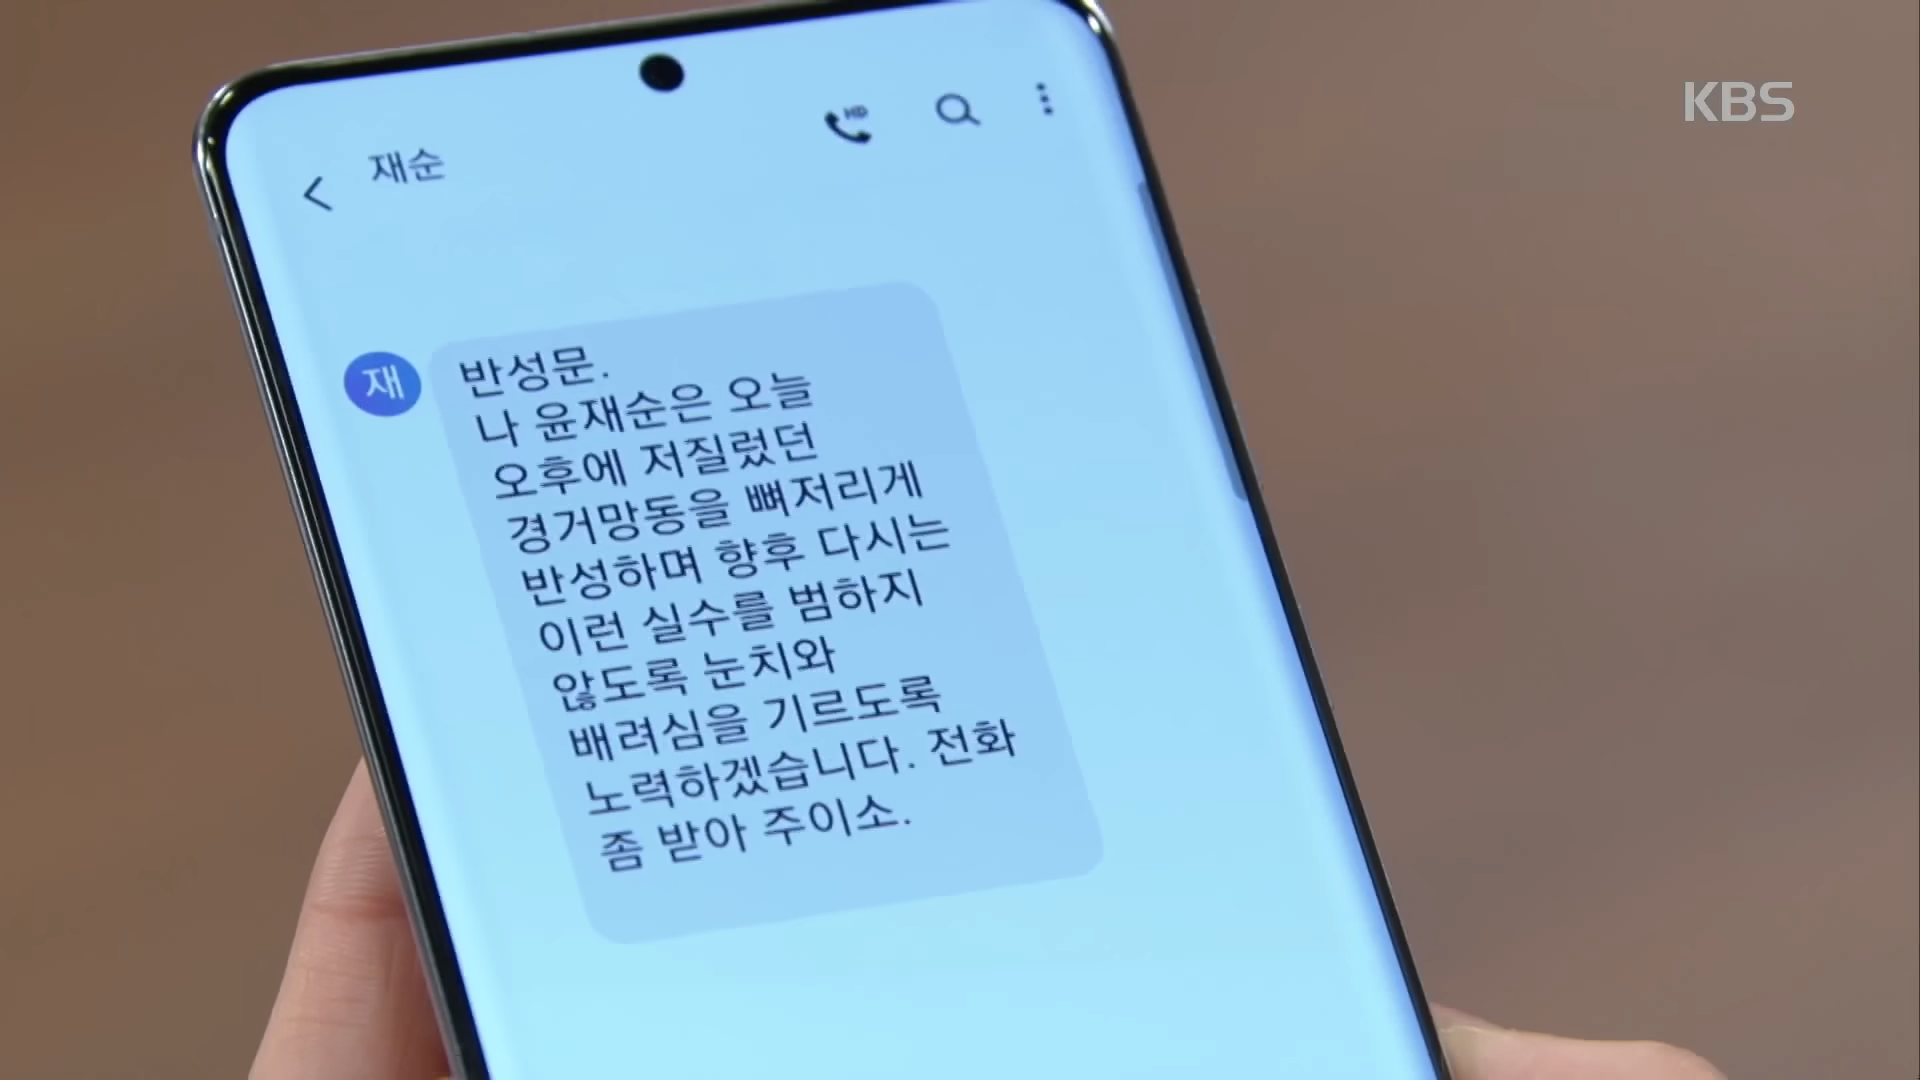 KBS
HD
재순
재
반성문.
나 윤재순은 오늘
오후에 저질렀던
경거망동을 뼈저리게
반성하며 향후 다시는
이런 실수를 범하지
않도록 눈치와
배려심을 기르도록
노력하겠습니다. 전화
좀 받아 주이소.